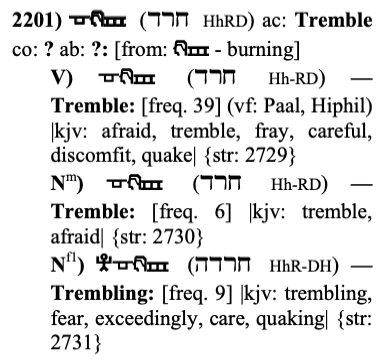 2201) (חרד HhRD) ac: Tremble
co: ? ab: ?: [from: - burning]
V) (חרד Hh-RD) —
Tremble: [freq. 39] (vf: Paal, Hiphil)
|kjv: afraid, tremble, fray, careful,
discomfit, quake| {str: 2729}
Nᵐ) (חרד Hh-RD) —
Tremble: [freq. 6] |kjv: tremble,
afraid| {str: 2730}
Nᶠ¹) (חרדה HhR-DH) —
Trembling: [freq. 9] |kjv: trembling,
fear, exceedingly, care, quaking| {str:
2731}